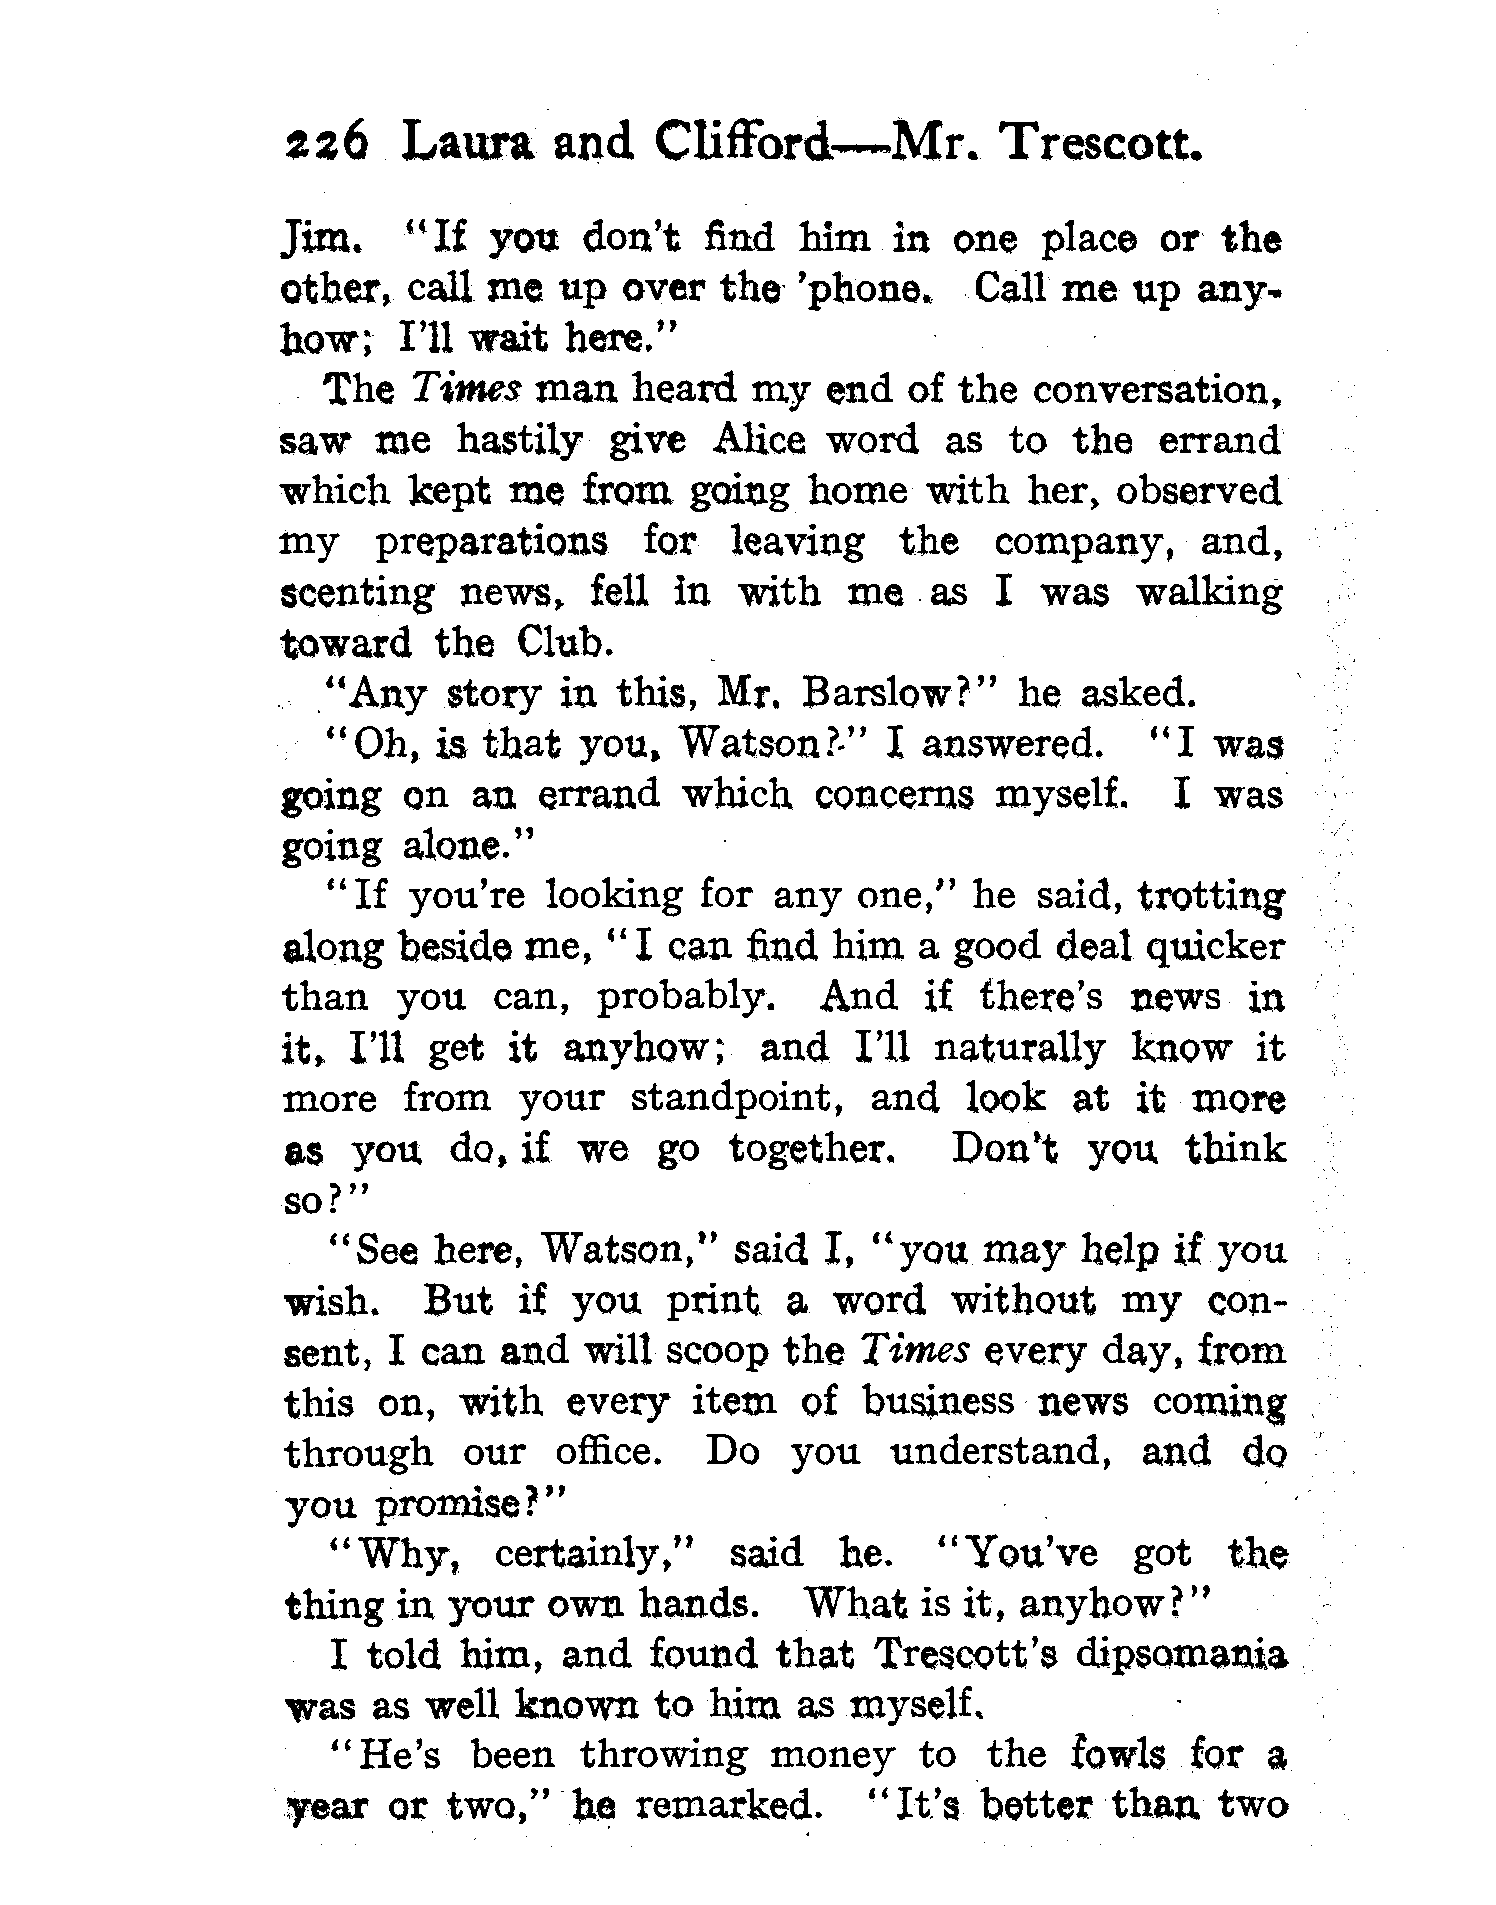 226 Laura and Clifford—Mr. Trescott.
Jim. "If you don't find him in one place or the
other, call me up over the 'phone. Call me up any-
how; I'll wait here."
The Times man heard my end of the conversation,
saw me hastily give Alice word as to the errand
which kept me from going home with her, observed
my preparations for leaving the company, and,
scenting news, fell in with me as I was walking
toward the Club.
"Any story in this, Mr. Barslow?" he asked.
"Oh, is that you, Watson?" I answered. "I was
going on an errand which concerns myself. I was
going alone."
"If you're looking for any one," he said, trotting
along beside me, "I can find him a good deal quicker
than you can, probably. And if there's news in
it, I'll get it anyhow; and I'll naturally know it
more from your standpoint, and look at it more
as you do, if we go together. Don't you think
so?"
"See here, Watson," said I, "you may help if you
wish. But if you print a word without my con-
sent, I can and will scoop the Times every day, from
this on, with every item of business news coming
through our office. Do you understand, and do
you promise?"
"Why, certainly," said he. "You've got the
thing in your own hands. What is it, anyhow?"
I told him, and found that Trescott's dipsomania
was as well known to him as myself.
"He's been throwing money to the fowls for a
year or two," he remarked. "It's better than two